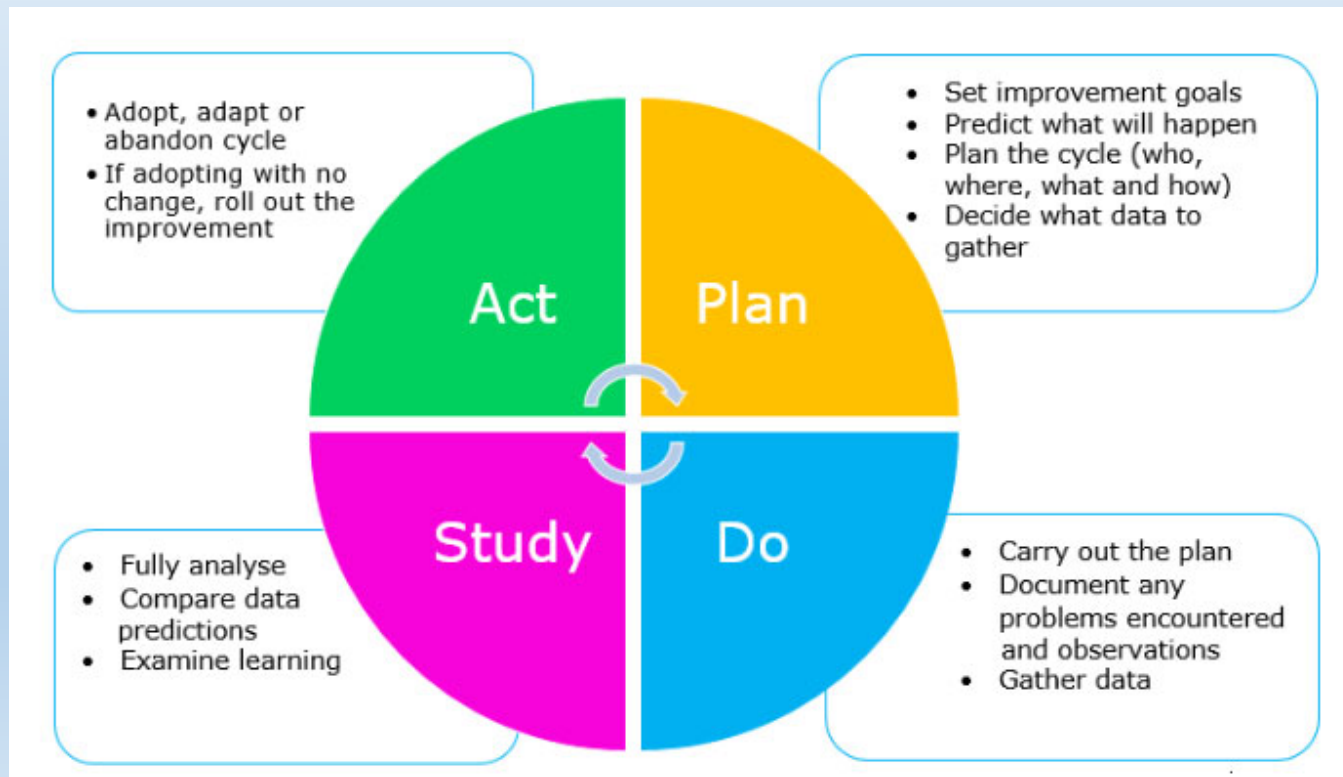 • Adopt, adapt or
abandon cycle
• If adopting with no
change, roll out the
improvement
• Set improvement goals
• Predict what will happen
• Plan the cycle (who,
where, what and how)
• Decide what data to
gather
Act
Plan
Study
Do
• Fully analyse
• Compare data
predictions
• Examine learning
• Carry out the plan
• Document any
problems encountered
and observations
• Gather data